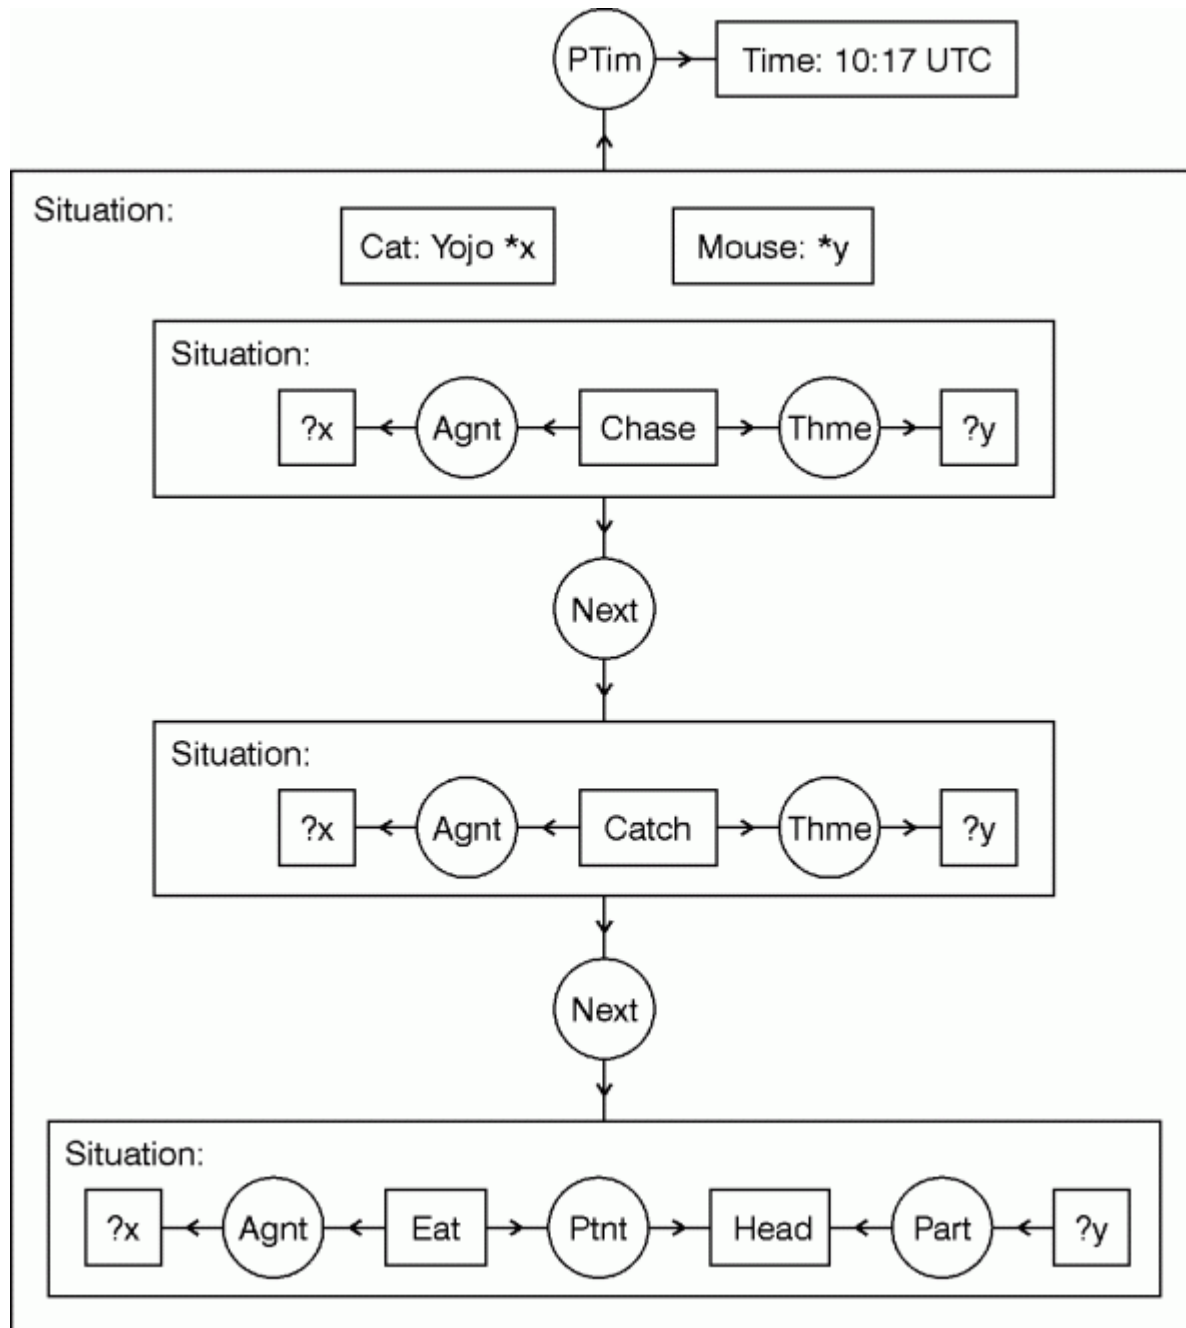 PTim
Time: 10:17 UTC
Situation:
Cat: Yojo *x
Mouse: *y
Situation:
?x
Agnt
Chase
Thme
?y
Next
Situation:
?x
Agnt
Catch
Thme
?y
Next
Situation:
?x
Agnt
Eat
Ptnt
Head
Part
?y